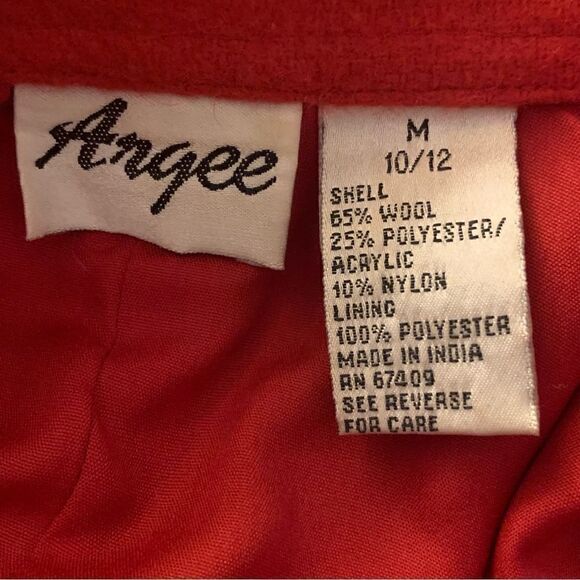 Argee
M
10/12
SHELL
65% WOOL
25% POLYESTER/
ACRYLIC
10% NYLON
LINING
100% POLYESTER
MADE IN INDIA
RN 67409
SEE REVERSE
FOR CARE